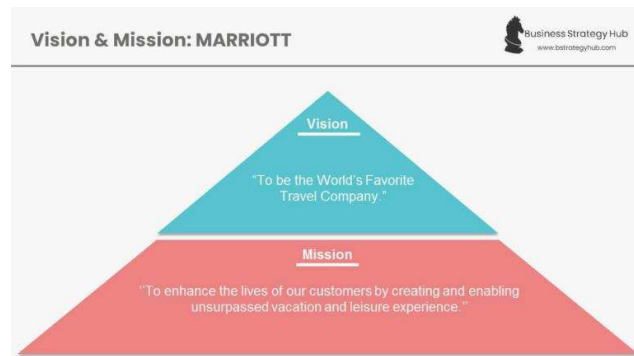 Vision & Mission: MARRIOTT
Business Strategy Hub
www.bstrategyhub.com
Vision
“To be the World’s Favorite
Travel Company.”
Mission
“To enhance the lives of our customers by creating and enabling
unsurpassed vacation and leisure experience.”